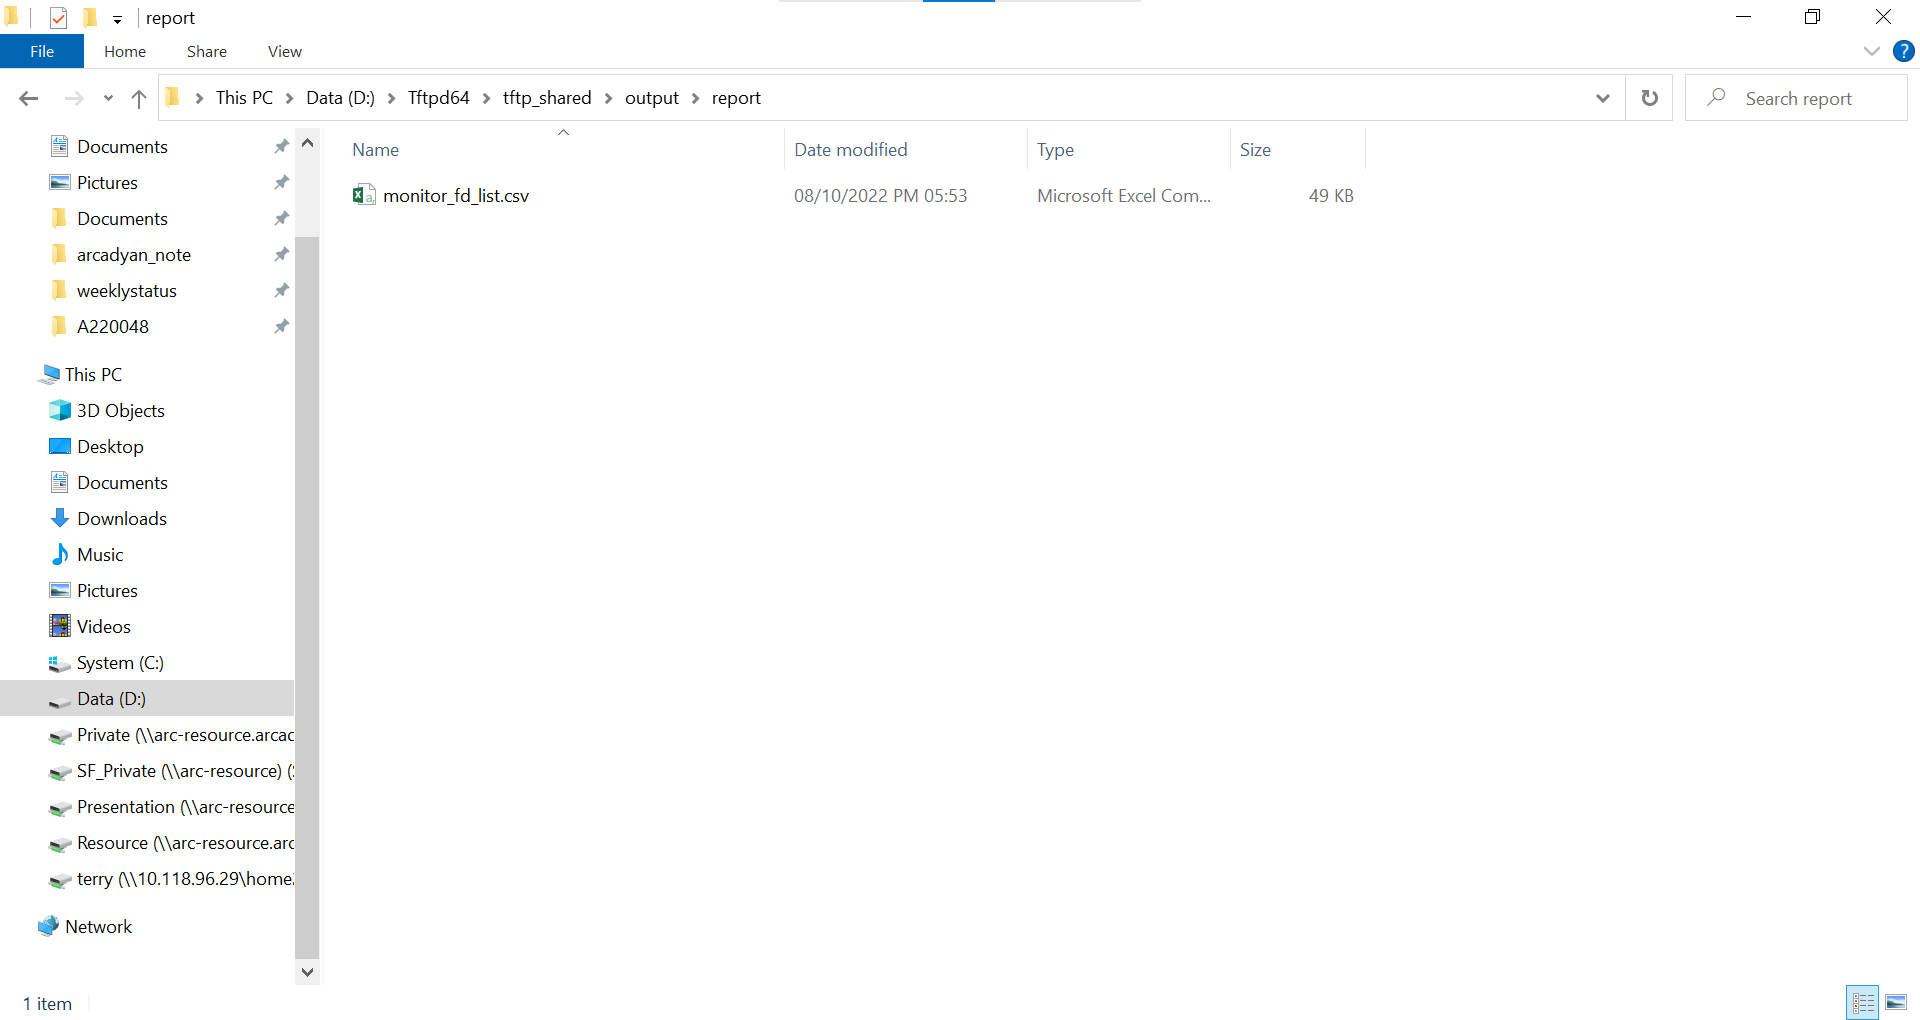 report
File Home Share View
This PC Data (D:) Tftpd64 tftp_shared output report
Search report
Name Date modified Type Size
monitor_fd_list.csv 08/10/2022 PM 05:53 Microsoft Excel Com... 49 KB
Documents
Pictures
Documents
arcadyan_note
weeklystatus
A220048
This PC
3D Objects
Desktop
Documents
Downloads
Music
Pictures
Videos
System (C:)
Data (D:)
Private (\\arc-resource.arcad
SF_Private (\\arc-resource) (
Presentation (\\arc-resource
Resource (\\arc-resource.arc
terry (\\10.118.96.29\home
Network
1 item